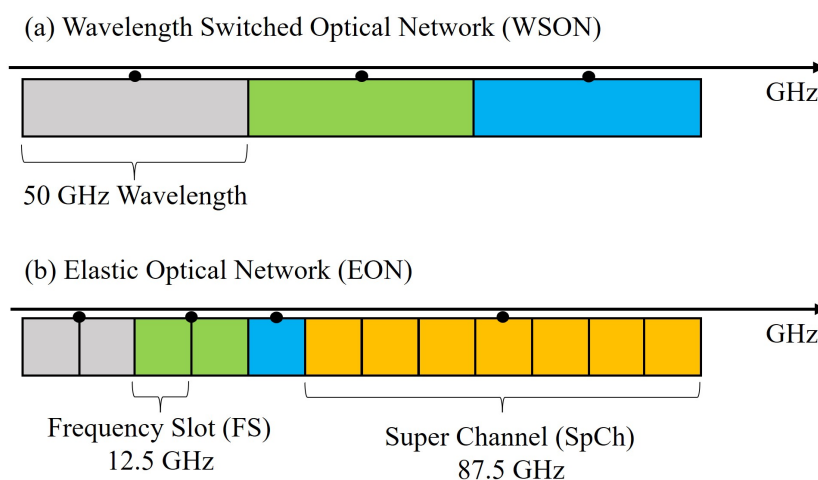 (a) Wavelength Switched Optical Network (WSON)
GHz
50 GHz Wavelength
(b) Elastic Optical Network (EON)
GHz
Frequency Slot (FS)
12.5 GHz
Super Channel (SpCh)
87.5 GHz